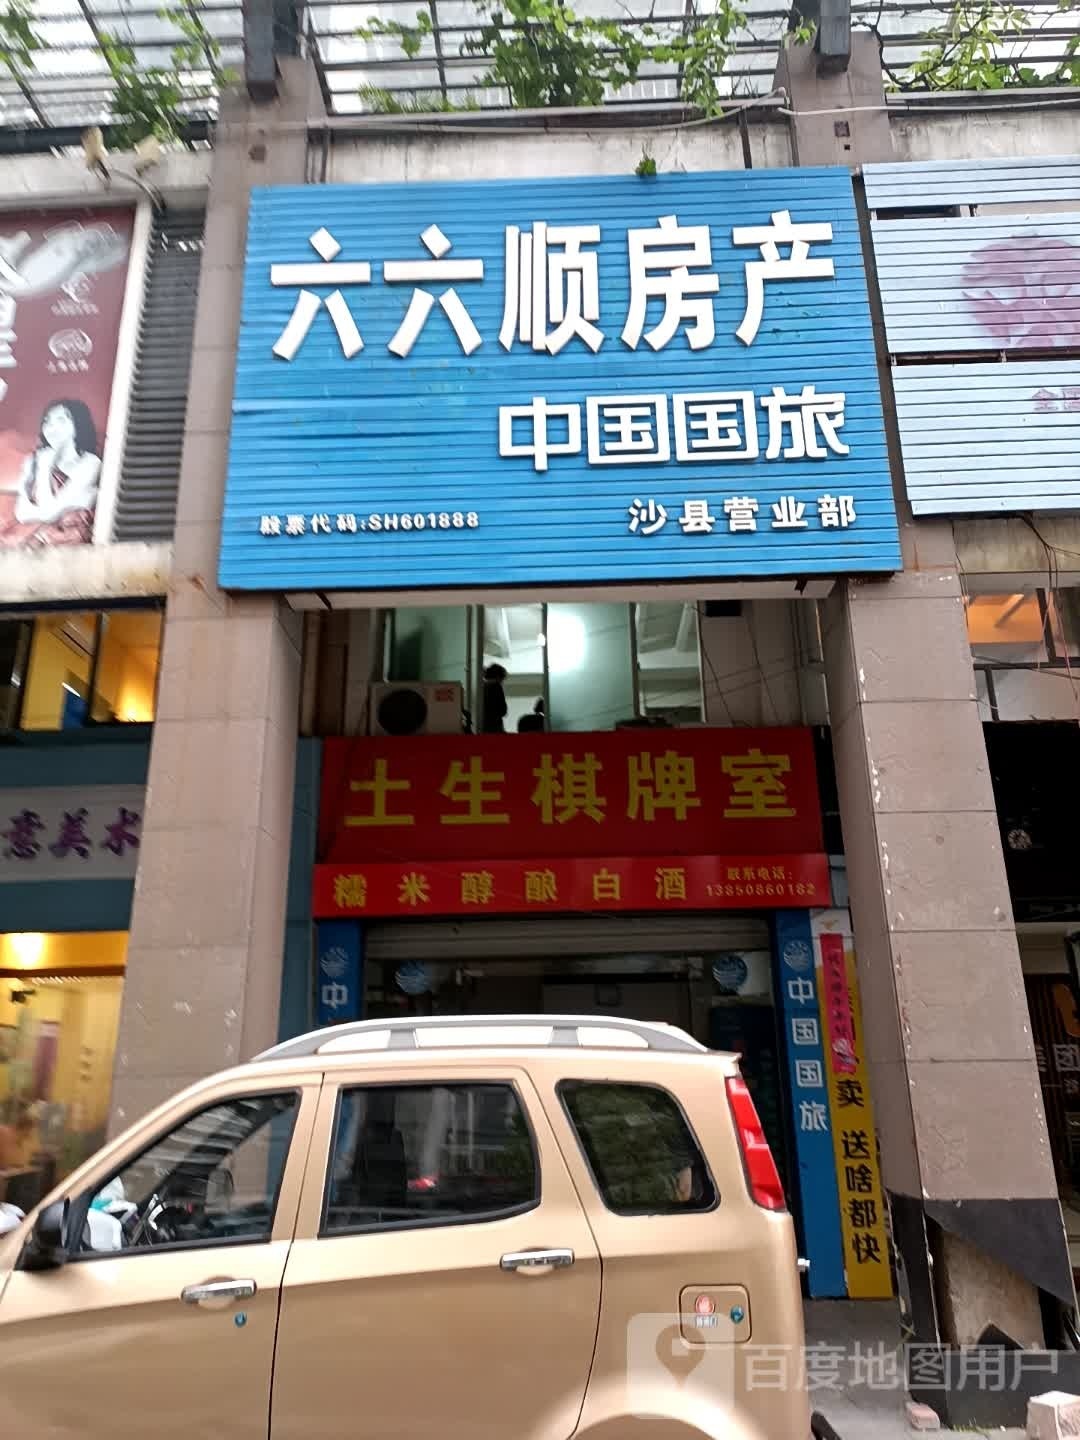 六六顺房产
中国国旅
股票代码:SH601888
沙县营业部
土生棋牌室
糯米醇酿白酒
联系电话:
13850860182
意美术
中
中国国旅
卖 送啥都快
团
百度地图用户